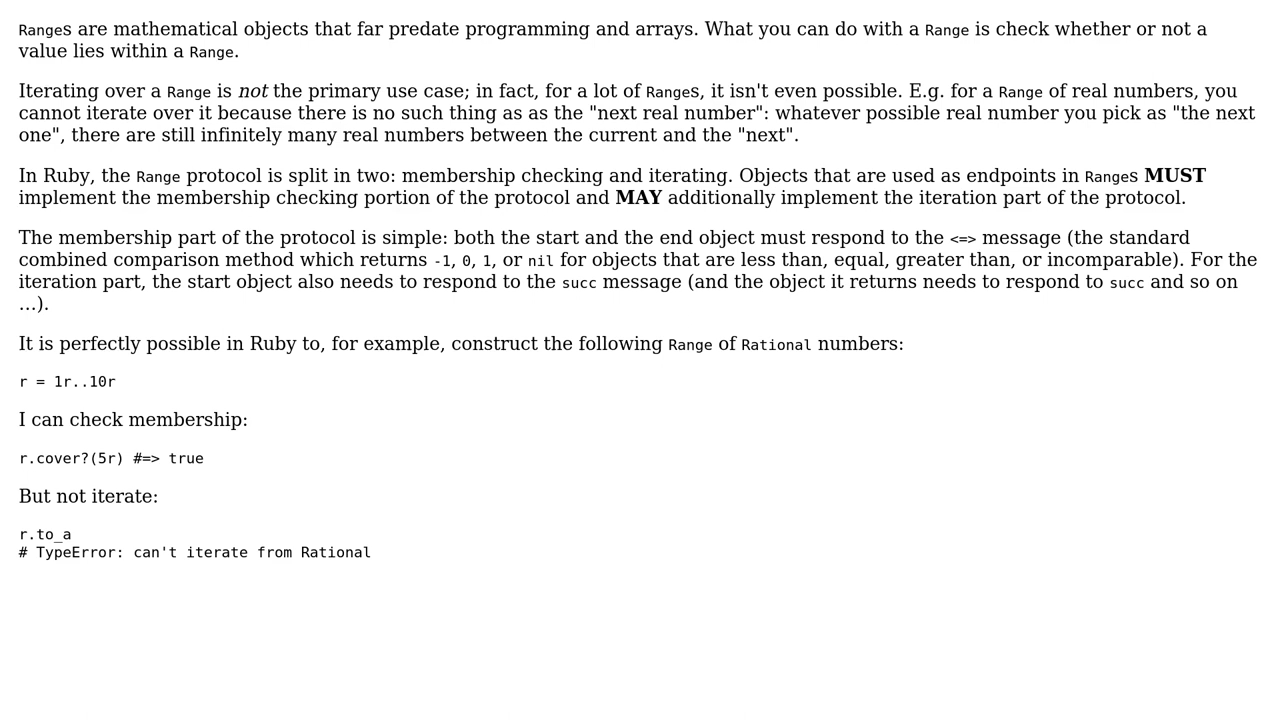 Ranges are mathematical objects that far predate programming and arrays. What you can do with a Range is check whether or not a
value lies within a Range.
Iterating over a Range is not the primary use case; in fact, for a lot of Ranges, it isn't even possible. E.g. for a Range of real numbers, you
cannot iterate over it because there is no such thing as as the "next real number": whatever possible real number you pick as "the next
one", there are still infinitely many real numbers between the current and the "next".
In Ruby, the Range protocol is split in two: membership checking and iterating. Objects that are used as endpoints in Ranges MUST
implement the membership checking portion of the protocol and MAY additionally implement the iteration part of the protocol.
The membership part of the protocol is simple: both the start and the end object must respond to the <=> message (the standard
combined comparison method which returns -1, 0, 1, or nil for objects that are less than, equal, greater than, or incomparable). For the
iteration part, the start object also needs to respond to the succ message (and the object it returns needs to respond to succ and so on
…).
It is perfectly possible in Ruby to, for example, construct the following Range of Rational numbers:
r = 1r..10r
I can check membership:
r.cover?(5r) #=> true
But not iterate:
r.to_a
# TypeError: can't iterate from Rational